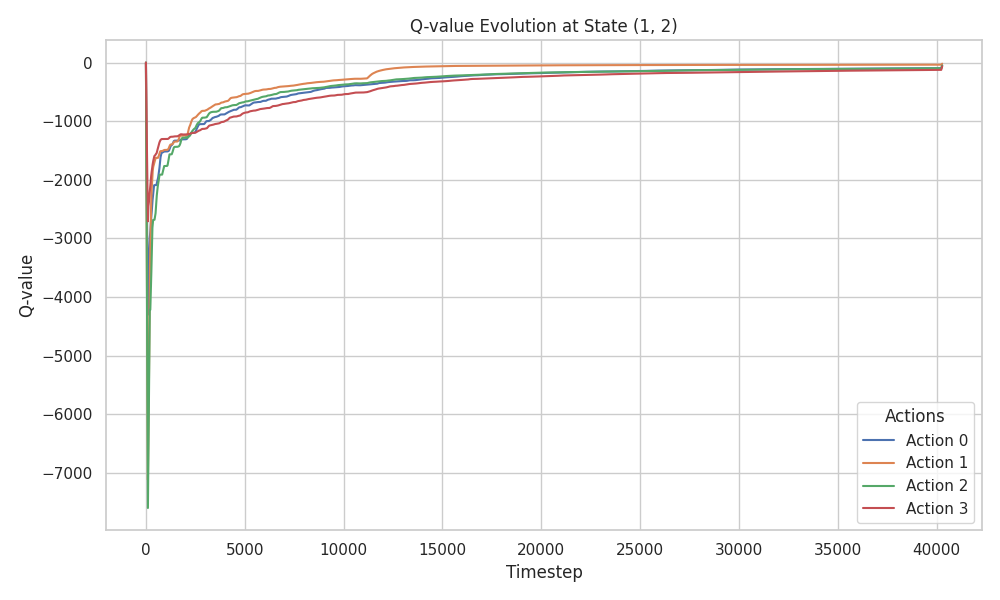 Q-value Evolution at State (1, 2)
Q-value
0
−1000
−2000
−3000
−4000
−5000
−6000
−7000
Actions
Action 0
Action 1
Action 2
Action 3
0 5000 10000 15000 20000 25000 30000 35000 40000
Timestep